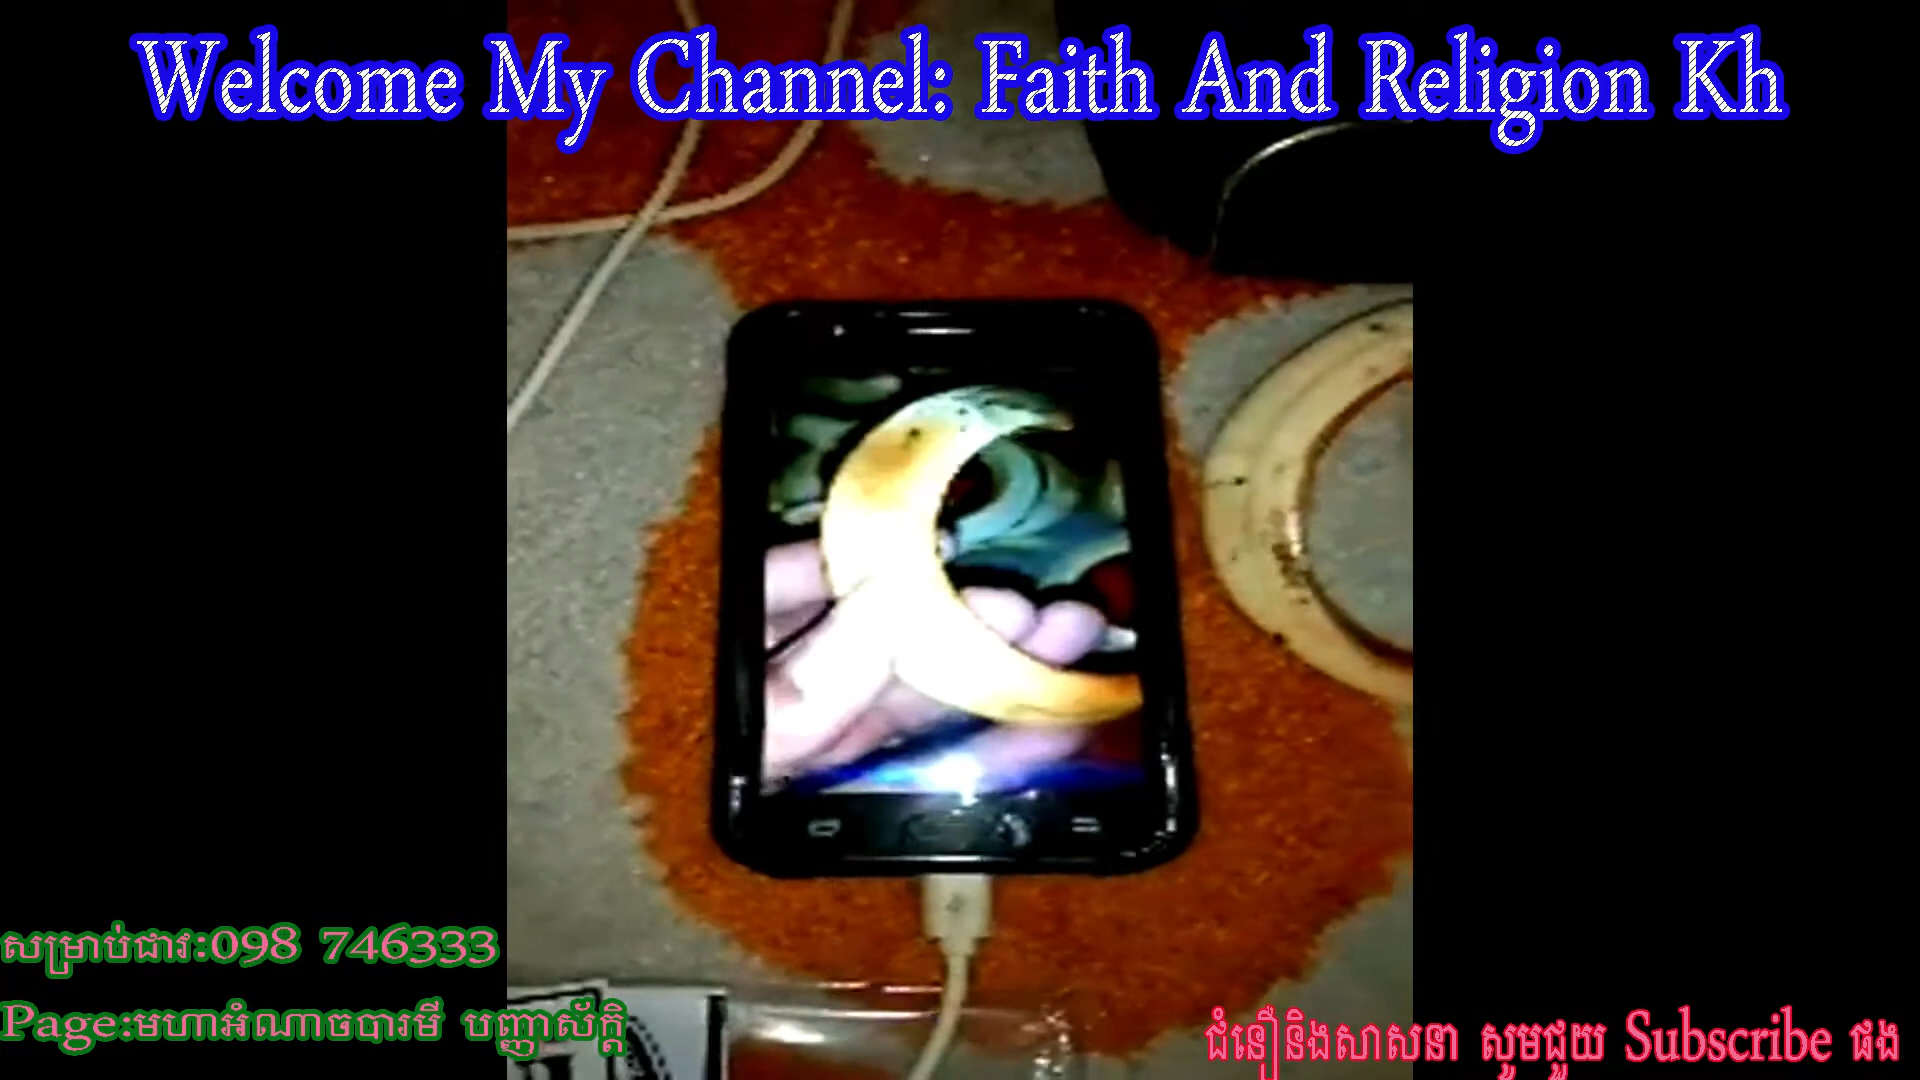 Welcome My Channel: Faith And Religion Kh
សម្រាប់ជាវ:098 746333
Page:មហាអំណាចបារមី បញ្ញាស័ក្តិ
ជំនឿនិងសាសនា សូមជួយ Subscribe ផង